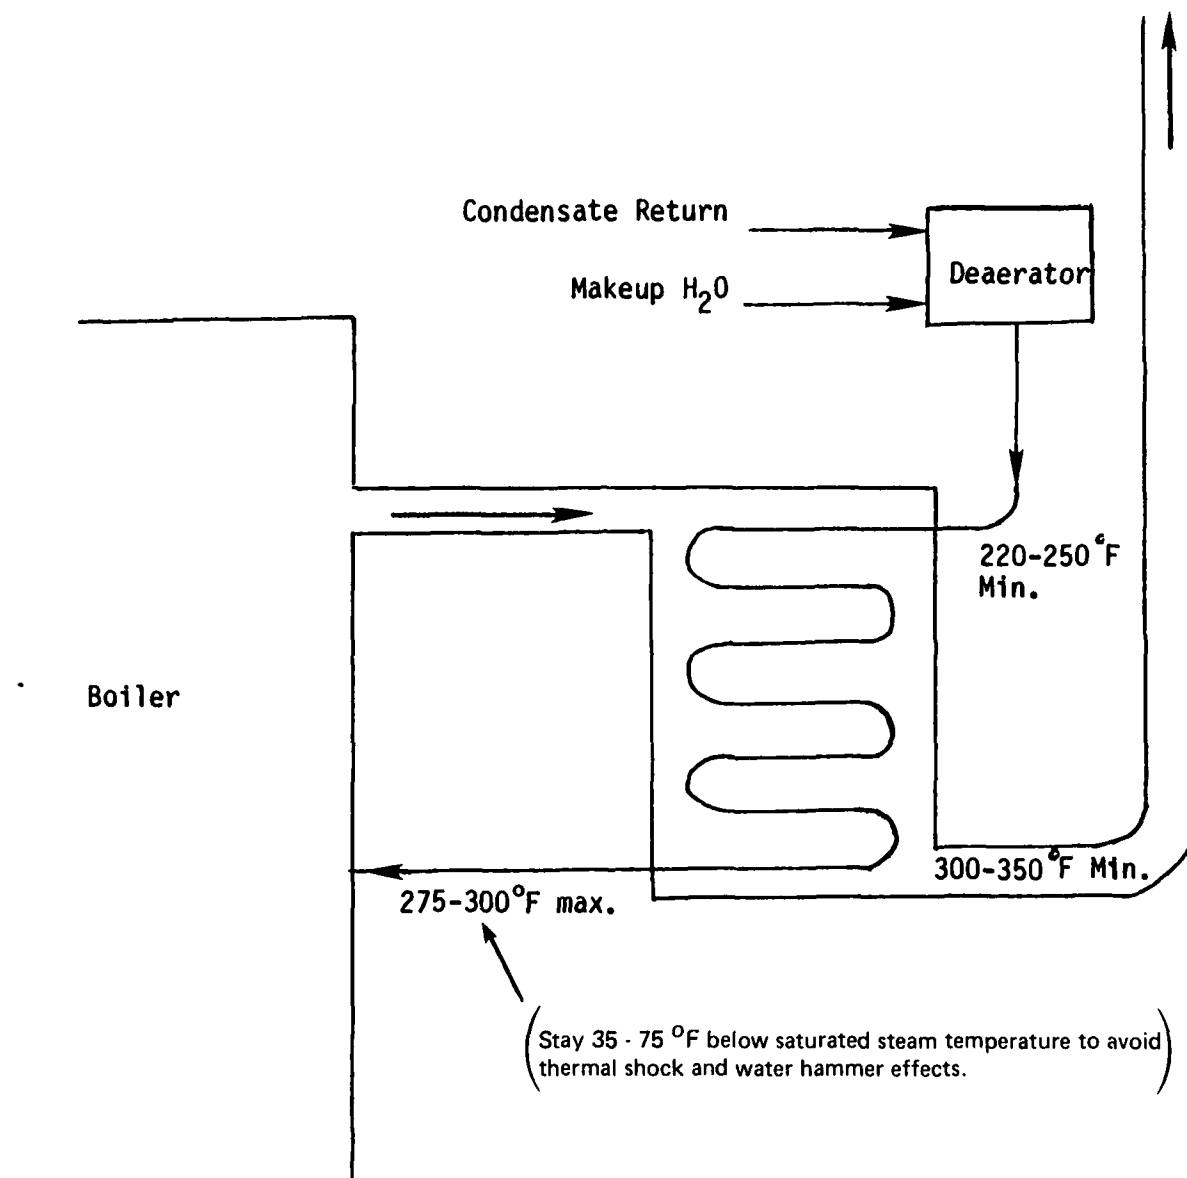 Condensate Return
Makeup H₂O
Deaerator
220-250°F
Min.
Boiler
300-350°F Min.
275-300°F max.
Stay 35 - 75 °F below saturated steam temperature to avoid
thermal shock and water hammer effects.